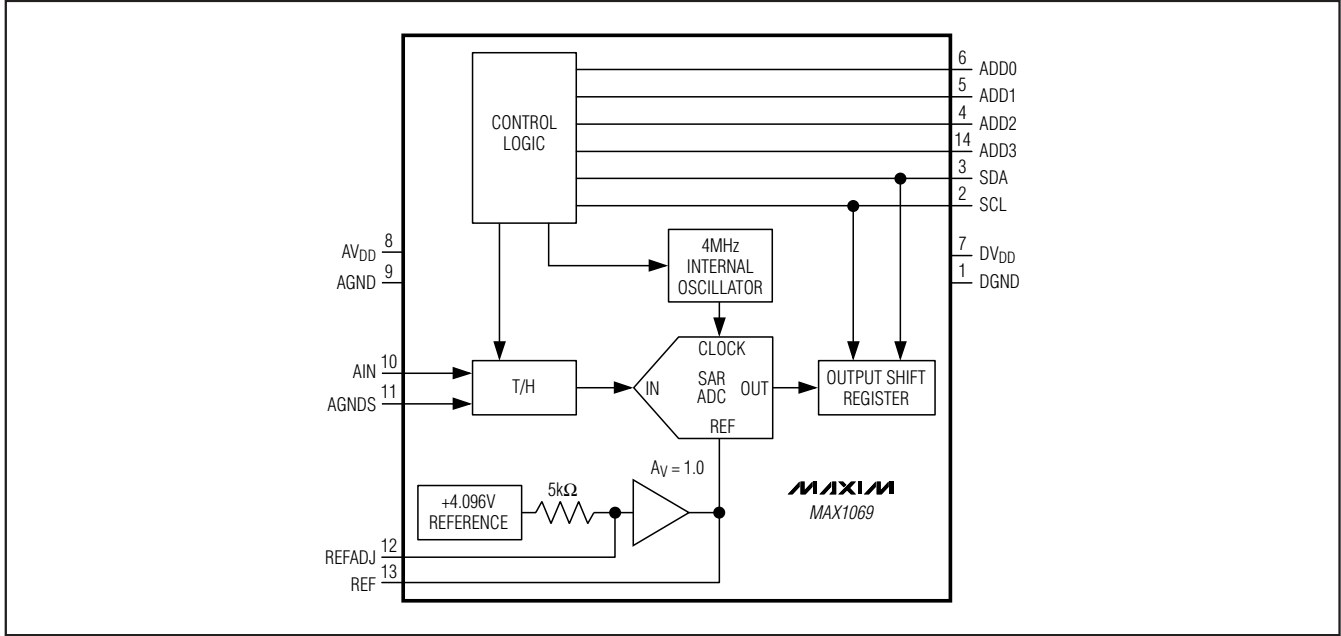 6
ADD0
5
ADD1
4
ADD2
14
ADD3
3
SDA
2
SCL
CONTROL
LOGIC
AVDD 8
AGND 9
4MHz
INTERNAL
OSCILLATOR
7
DVDD
1
DGND
AIN 10
AGNDS 11
T/H
CLOCK
IN
SAR
ADC
OUT
REF
OUTPUT SHIFT
REGISTER
AV = 1.0
+4.096V
REFERENCE
5kΩ
MAXIM
MAX1069
REFADJ 12
REF 13